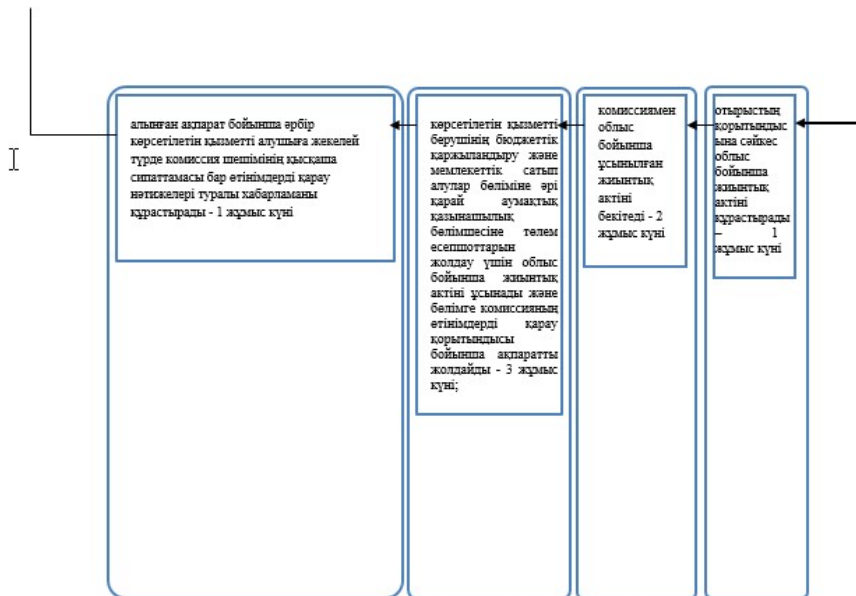 алынған ақпарат бойынша әрбір
көрсетілетін қызметті алушыға жекелей
түрде комиссия шешімінің қысқаша
сипаттамасы бар өтінімдерді қарау
нәтижелері туралы хабарламаны
құрастырады - 1 жұмыс күні
көрсетілетін қызметті
берушінің бюджеттік
қаржыландыру және
мемлекеттік сатып
алулар бөліміне әрі
қарай аумақтық
қазынашылық
бөлімшесіне төлем
есепшоттарын
жолдау үшін облыс
бойынша жиынтық
актіні ұсынады және
бөлімге комиссияның
өтінімдерді қарау
қорытындысы
бойынша ақпаратты
жолдайды - 3 жұмыс
күні;
комиссиямен
облыс
бойынша
ұсынылған
жиынтық
актіні
бекітеді - 2
жұмыс күні
отырыстың
қорытындыс
ына сәйкес
облыс
бойынша
жиынтық
актіні
құрастырады
– 1
жұмыс күні